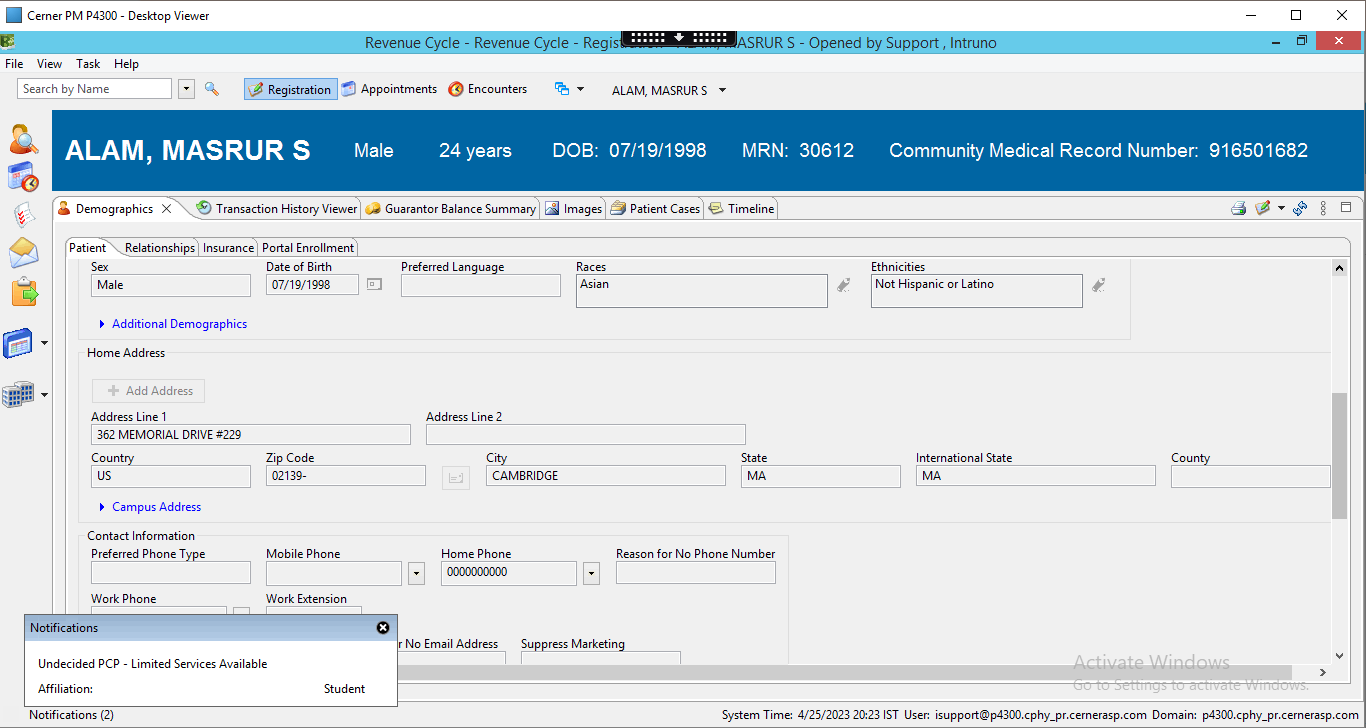 Cerner PM P4300 - Desktop Viewer
Revenue Cycle - Revenue Cycle - Regis ASRUR S - Opened by Support , Intruno
File View Task Help
Search by Name Registration Appointments Encounters ALAM, MASRUR S
ALAM, MASRUR S Male 24 years DOB: 07/19/1998 MRN: 30612 Community Medical Record Number: 916501682
Demographics Transaction History Viewer Guarantor Balance Summary Images Patient Cases Timeline
Patient Relationships Insurance Portal Enrollment
Sex Date of Birth Preferred Language Races Ethnicities
Male 07/19/1998 Asian Not Hispanic or Latino
Additional Demographics
Home Address
Add Address
Address Line 1 Address Line 2
362 MEMORIAL DRIVE #229
Country Zip Code City State International State County
US 02139- CAMBRIDGE MA MA
Campus Address
Contact Information
Preferred Phone Type Mobile Phone Home Phone Reason for No Phone Number
0000000000
Work Phone Work Extension
Notifications
r No Email Address Suppress Marketing
Undecided PCP - Limited Services Available
Affiliation: Student
Activate Windows
Go to Settings to activate Windows.
Notifications (2) System Time: 4/25/2023 20:23 IST User: isupport@p4300.cphy_pr.cernerasp.com Domain: p4300.cphy_pr.cernerasp.com